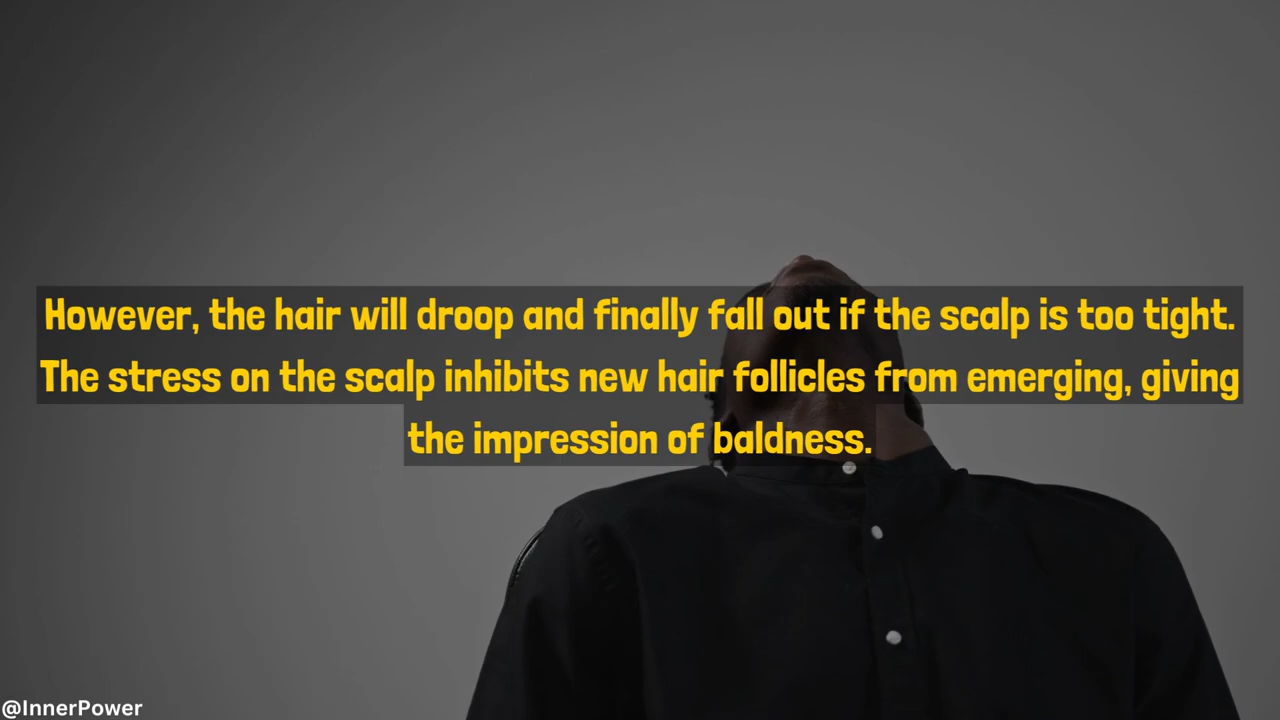 However, the hair will droop and finally fall out if the scalp is too tight.
The stress on the scalp inhibits new hair follicles from emerging, giving
the impression of baldness.
@InnerPower